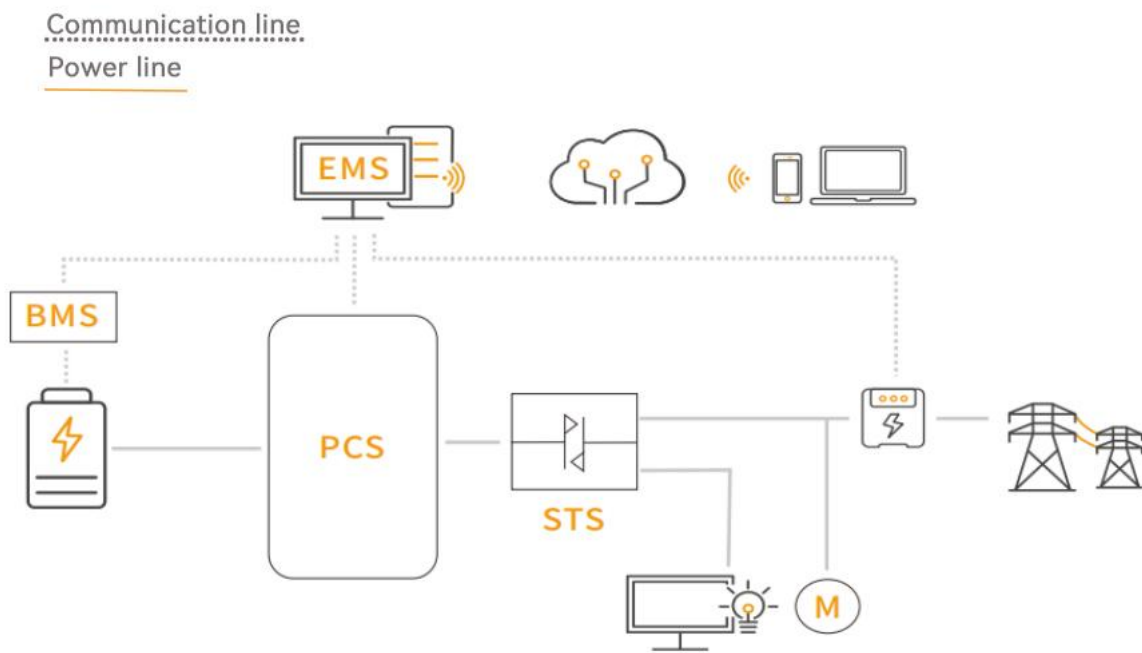 Communication line
Power line
EMS
BMS
PCS
STS
M